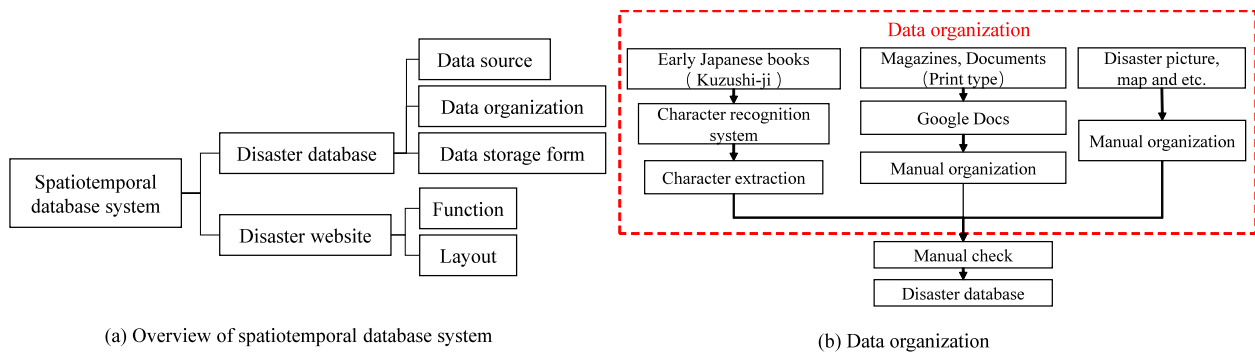 Spatiotemporal
database system
Disaster database
Disaster website
Data source
Data organization
Data storage form
Function
Layout
(a) Overview of spatiotemporal database system
Data organization
Early Japanese books
( Kuzushi-ji )
Character recognition
system
Character extraction
Magazines, Documents
(Print type)
Google Docs
Manual organization
Disaster picture,
map and etc.
Manual organization
Manual check
Disaster database
(b) Data organization